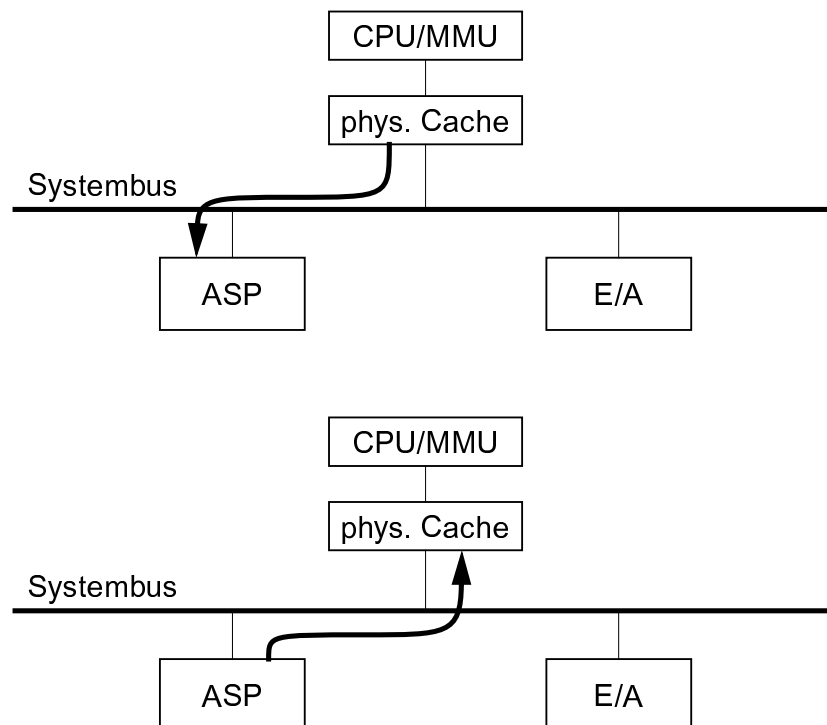 CPU/MMU
phys. Cache
Systembus
ASP
E/A
CPU/MMU
phys. Cache
Systembus
ASP
E/A